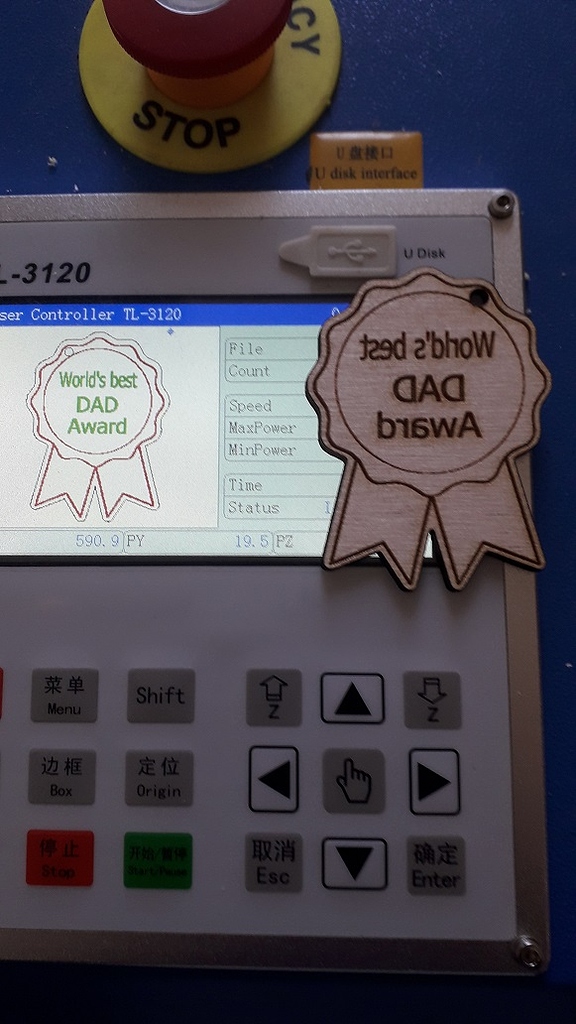 CY
STOP
U盘接口
U disk interface
L-3120
U Disk
ser Controller TL-3120
World's best
DAD
Award
File
Count
Speed
MaxPower
MinPower
Time
Status
590.9 PY 19.5 PZ
World's best
DAD
Award
菜单
Menu
Shift
Z
Z
边框
Box
定位
Origin
停止
Stop
开始/暂停
Start/Pause
取消
Esc
确定
Enter